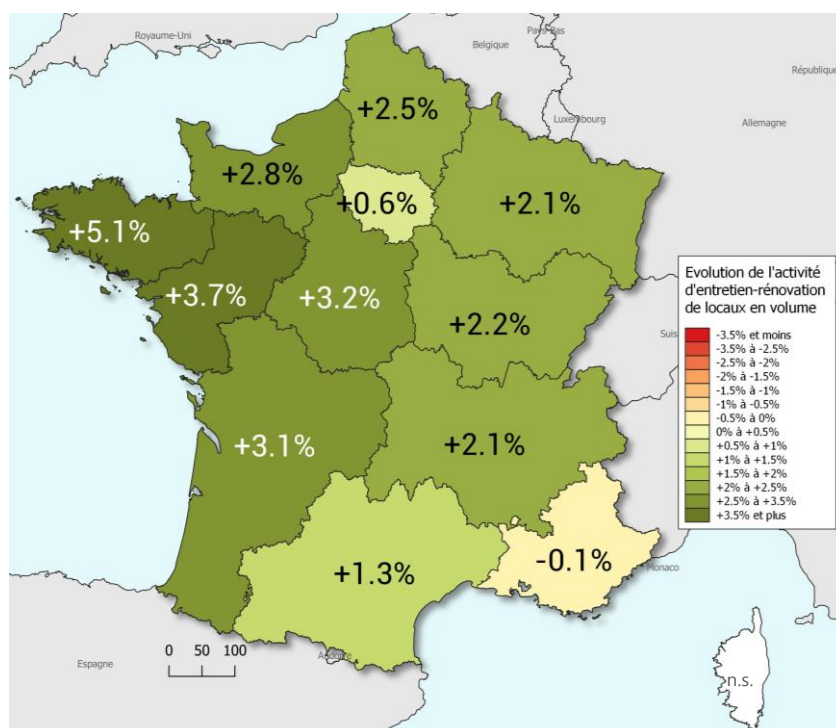 Royaume-Uni
Pays-Bas
Belgique
République
+2.5%
Luxembourg
Allemagne
+2.8%
+0.6%
+2.1%
+5.1%
+3.7%
+3.2%
+2.2%
Suis
Evolution de l'activité
d'entretien-rénovation
de locaux en volume
-3.5% et moins
-3.5% à -2.5%
-2.5% à -2%
-2% à -1.5%
-1.5% à -1%
-1% à -0.5%
-0.5% à 0%
0% à +0.5%
+0.5% à +1%
+1% à +1.5%
+1.5% à +2%
+2% à +2.5%
+2.5% à +3.5%
+3.5% et plus
+3.1%
+2.1%
+1.3%
-0.1%
Monaco
0 50 100
Andorre
Espagne
n.s.